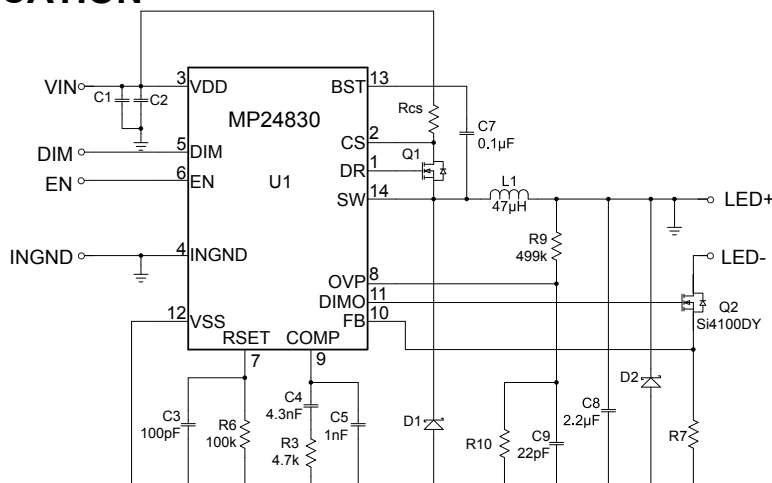 VIN
C1
C2
3
VDD
MP24830
BST
13
Rcs
C7
0.1µF
CS
2
DIM
5
DIM
DR
1
Q1
EN
6
EN
U1
SW
14
L1
47µH
LED+
INGND
4
INGND
R9
499k
LED-
OVP
8
DIMO
11
Q2
Si4100DY
12
VSS
FB
10
RSET
COMP
7
9
C3
100pF
R6
100k
C4
4.3nF
C5
1nF
R3
4.7k
D1
R10
C9
22pF
C8
2.2µF
D2
R7